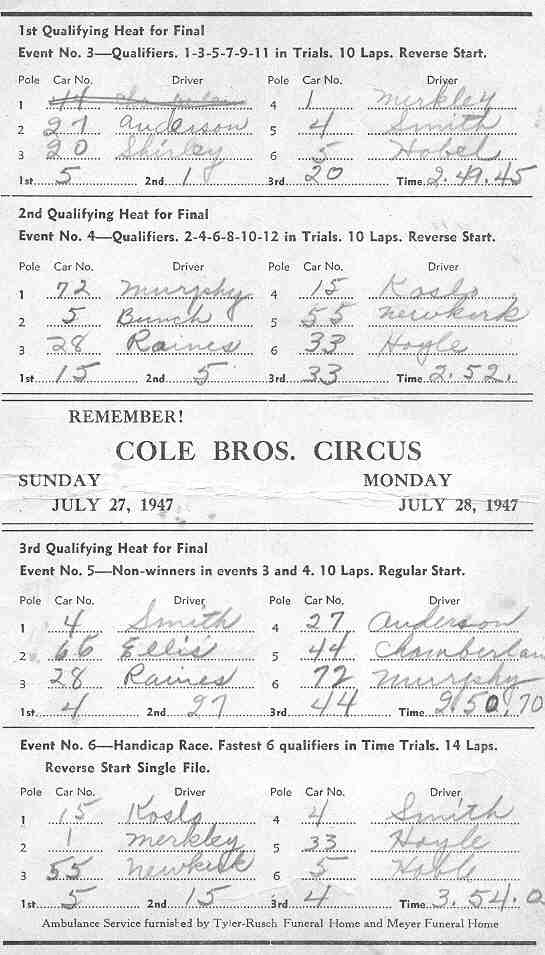 1st Qualifying Heat for Final
Event No. 3—Qualifiers. 1-3-5-7-9-11 in Trials. 10 Laps. Reverse Start.
Pole Car No. Driver Pole Car No. Driver
1 44 4 1 Merkley
2 27 Anderson 5 4 Smith
3 20 Shirley 6 5 Hobel
1st 5 2nd 1 3rd 20 Time 2.49.45
2nd Qualifying Heat for Final
Event No. 4—Qualifiers. 2-4-6-8-10-12 in Trials. 10 Laps. Reverse Start.
Pole Car No. Driver Pole Car No. Driver
1 72 Murphy 4 15 Koslo
2 5 Bunch 5 55 Newkirk
3 28 Raines 6 33 Hoyle
1st 15 2nd 5 3rd 33 Time 2.52.
REMEMBER!
COLE BROS. CIRCUS
SUNDAY MONDAY
JULY 27, 1947 JULY 28, 1947
3rd Qualifying Heat for Final
Event No. 5—Non-winners in events 3 and 4. 10 Laps. Regular Start.
Pole Car No. Driver Pole Car No. Driver
1 4 Smith 4 27 Anderson
2 66 Ellis 5 44 Chamberlan
3 28 Raines 6 72 Murphy
1st 4 2nd 27 3rd 44 Time 2.50.70
Event No. 6—Handicap Race. Fastest 6 qualifiers in Time Trials. 14 Laps.
Reverse Start Single File.
Pole Car No. Driver Pole Car No. Driver
1 15 Koslo 4 4 Smith
2 1 Merkley 5 33 Hoyle
3 55 Newkirk 6 5
1st 5 2nd 15 3rd 4 Time 3.54.0
Ambulance Service furnished by Tyler-Rusch Funeral Home and Meyer Funeral Home